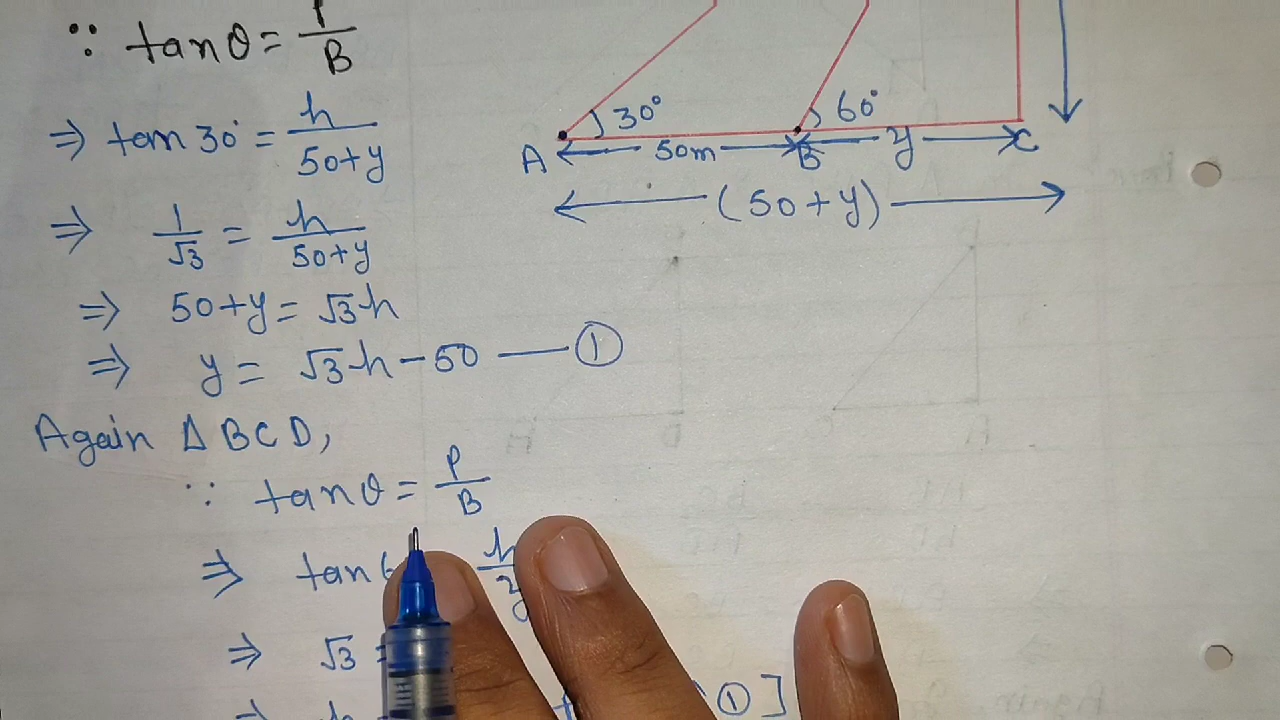 ∵ tanθ = P/B
⇒ tan 30° = h/50+y
⇒ 1/√3 = h/50+y
⇒ 50+y = √3h
⇒ y = √3h - 50 — ①
Again Δ BCD,
∵ tanθ = P/B
⇒ tan 6 h/y
⇒ √3 =
⇒ h ①]
30° 60°
A 50m B y C
(50+y)